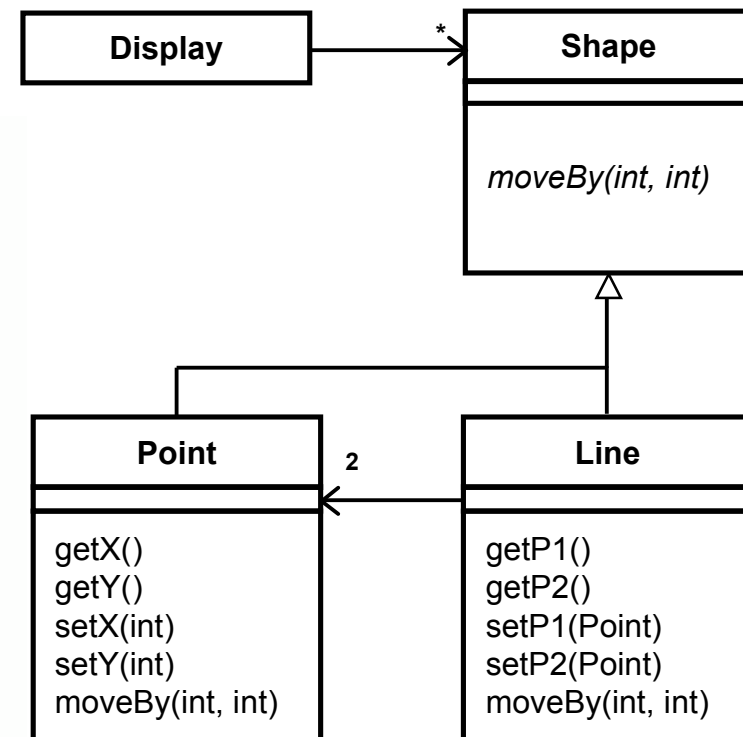 Display
*
Shape
moveBy(int, int)
Point
2
Line
getX()
getY()
setX(int)
setY(int)
moveBy(int, int)
getP1()
getP2()
setP1(Point)
setP2(Point)
moveBy(int, int)